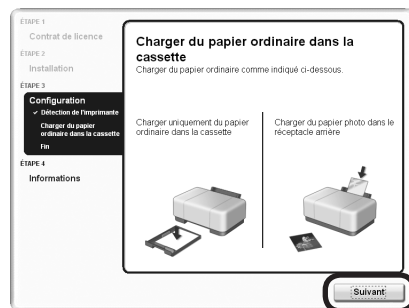 ÉTAPE 1
Contrat de licence
ÉTAPE 2
Installation
ÉTAPE 3
Configuration
✓ Détection de l'imprimante
Charger du papier
ordinaire dans la cassette
Fin
ÉTAPE 4
Informations
Charger du papier ordinaire dans la
cassette
Charger du papier ordinaire comme indiqué ci-dessous.
Charger uniquement du papier
ordinaire dans la cassette
Charger du papier photo dans le
réceptacle arrière
Suivant